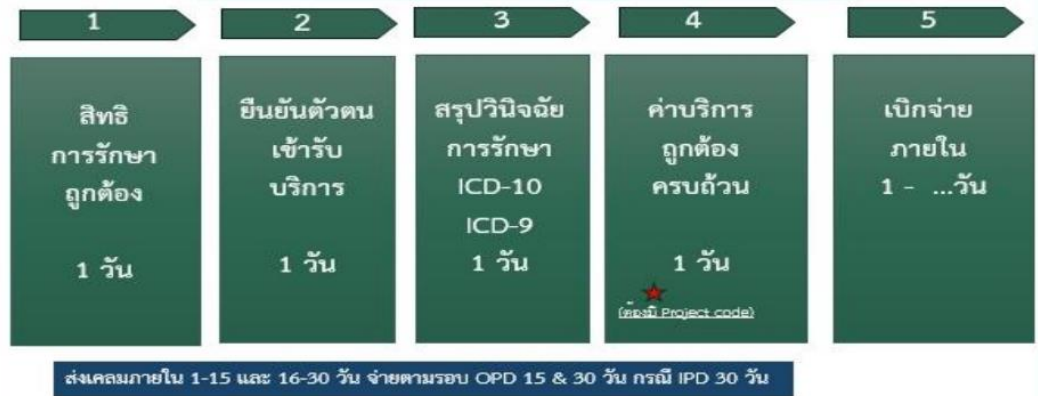 1
2
3
4
5
สิทธิ
การรักษา
ถูกต้อง
1 วัน
ยืนยันตัวตน
เข้ารับ
บริการ
1 วัน
สรุปวินิจฉัย
การรักษา
ICD-10
ICD-9
1 วัน
ค่าบริการ
ถูกต้อง
ครบถ้วน
1 วัน
(ต้องมี Project code)
เบิกจ่าย
ภายใน
1 - ...วัน
ส่งเคลมภายใน 1-15 และ 16-30 วัน จ่ายตามรอบ OPD 15 & 30 วัน กรณี IPD 30 วัน